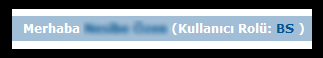 Merhaba (Kullanıcı Rolü: BS )